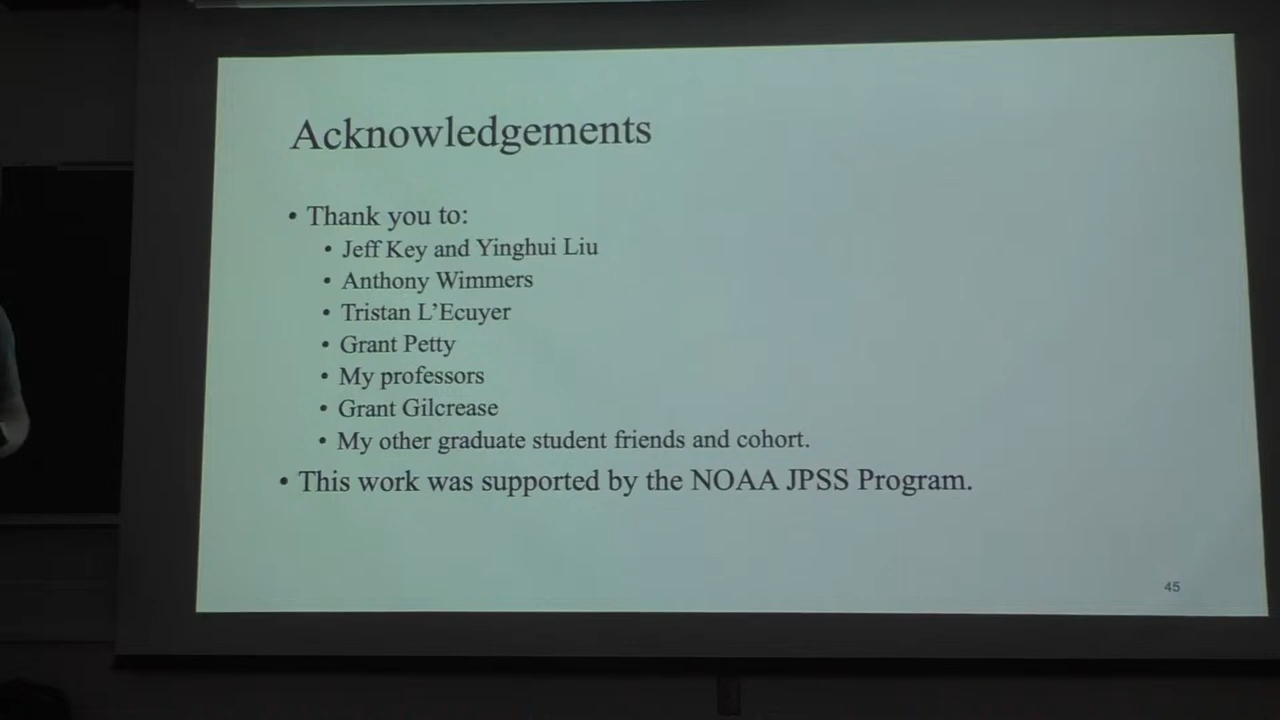 Acknowledgements
• Thank you to:
• Jeff Key and Yinghui Liu
• Anthony Wimmers
• Tristan L’Ecuyer
• Grant Petty
• My professors
• Grant Gilcrease
• My other graduate student friends and cohort.
• This work was supported by the NOAA JPSS Program.
45